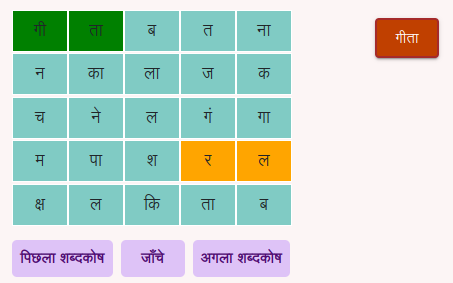 गी ता ब त ना
गीता
न का ला ज क
च ने ल गं गा
म पा श र ल
क्ष ल कि ता ब
पिछला शब्दकोष जाँचे अगला शब्दकोष